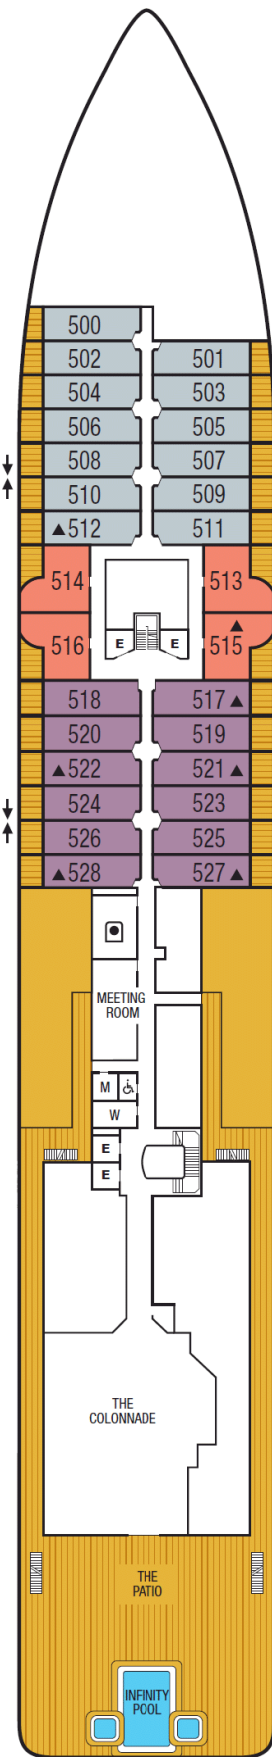 500
502 501
504 503
506 505
508 507
510 509
▲512 511
514 513
516 ▲ 515
E E
518 517▲
520 519
▲522 521▲
524 523
526 525
▲528 527▲
MEETING
ROOM
M
W
E
E
THE
COLONNADE
THE
PATIO
INFINITY
POOL